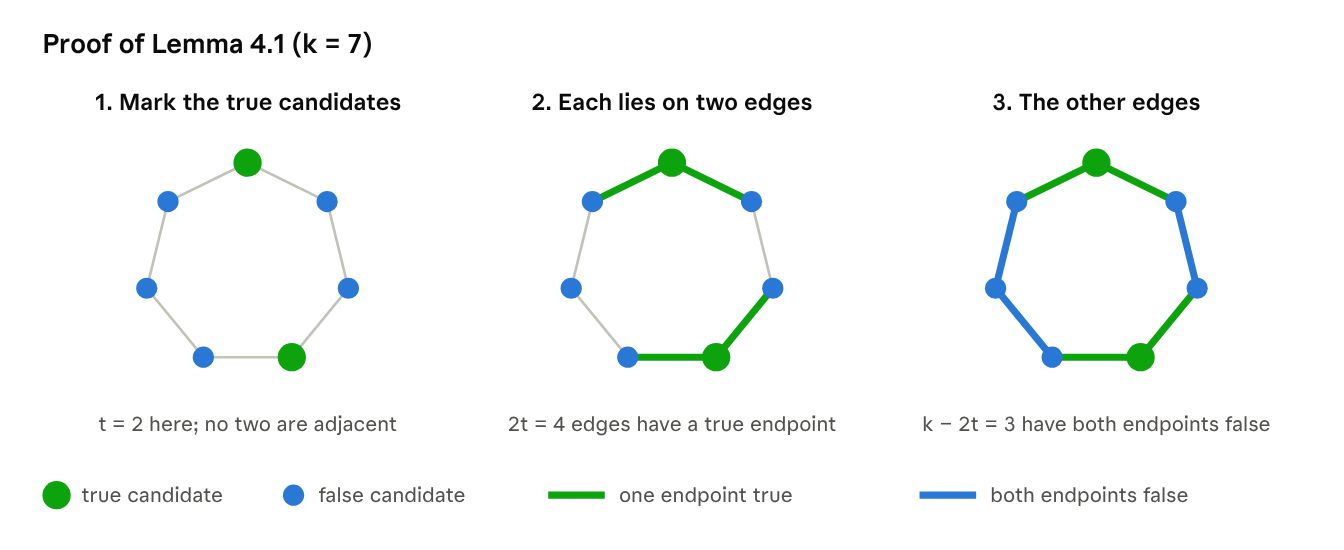 Proof of Lemma 4.1 (k = 7)
1. Mark the true candidates
2. Each lies on two edges
3. The other edges
t = 2 here; no two are adjacent
2t = 4 edges have a true endpoint
k − 2t = 3 have both endpoints false
true candidate
false candidate
one endpoint true
both endpoints false